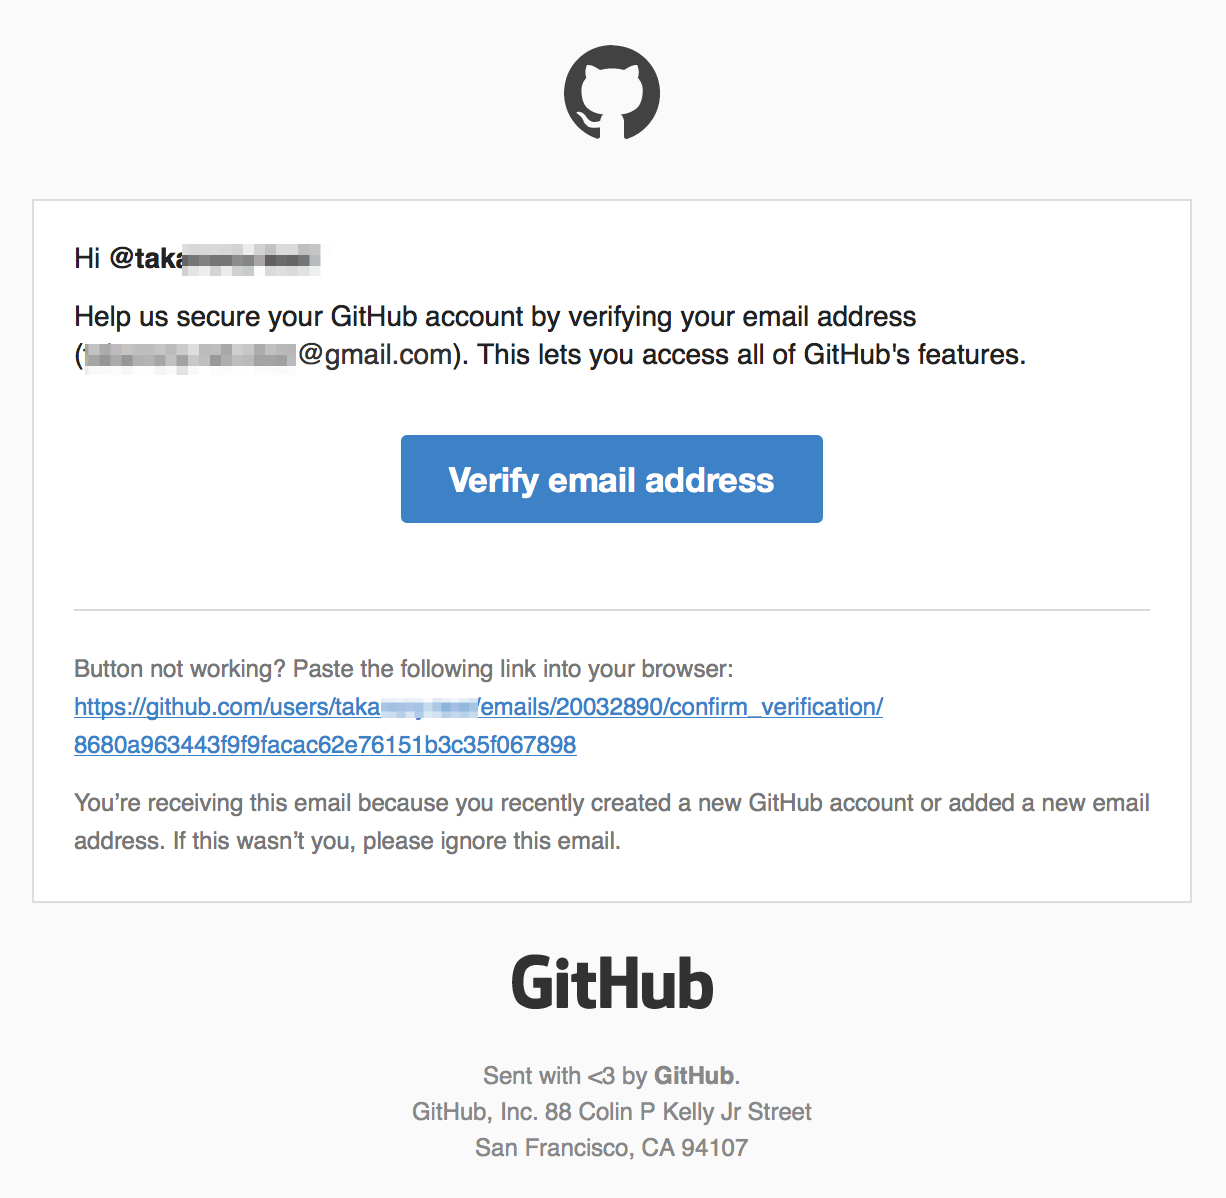 Hi @taka
Help us secure your GitHub account by verifying your email address
(@gmail.com). This lets you access all of GitHub's features.
Verify email address
Button not working? Paste the following link into your browser:
https://github.com/users/taka/emails/20032890/confirm_verification/
8680a963443f9f9facac62e76151b3c35f067898
You’re receiving this email because you recently created a new GitHub account or added a new email
address. If this wasn’t you, please ignore this email.
GitHub
Sent with <3 by GitHub.
GitHub, Inc. 88 Colin P Kelly Jr Street
San Francisco, CA 94107